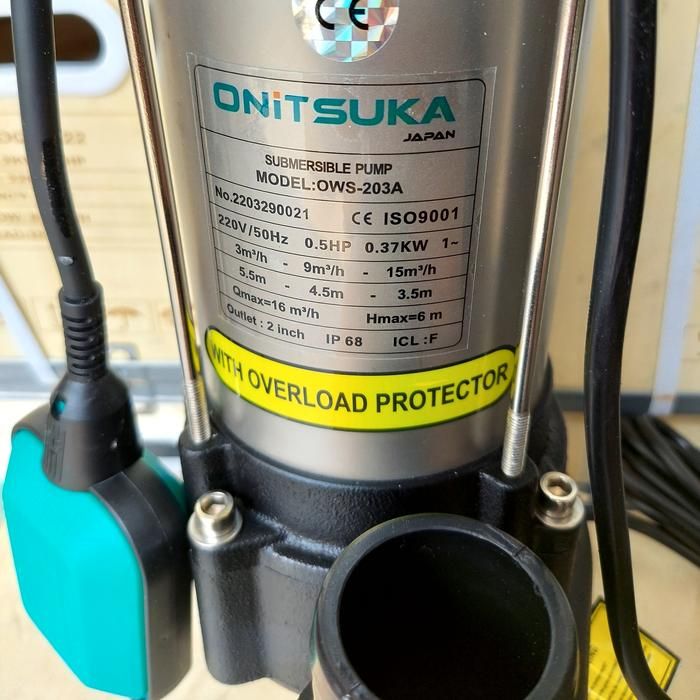 CE
ONiTSUKA
JAPAN
SUBMERSIBLE PUMP
MODEL:OWS-203A
No.2203290021 CE ISO9001
220V/50Hz 0.5HP 0.37KW 1~
3m³/h - 9m³/h - 15m³/h
5.5m - 4.5m - 3.5m
Qmax=16 m³/h Hmax=6 m
Outlet : 2 inch IP 68 ICL :F
WITH OVERLOAD PROTECTOR